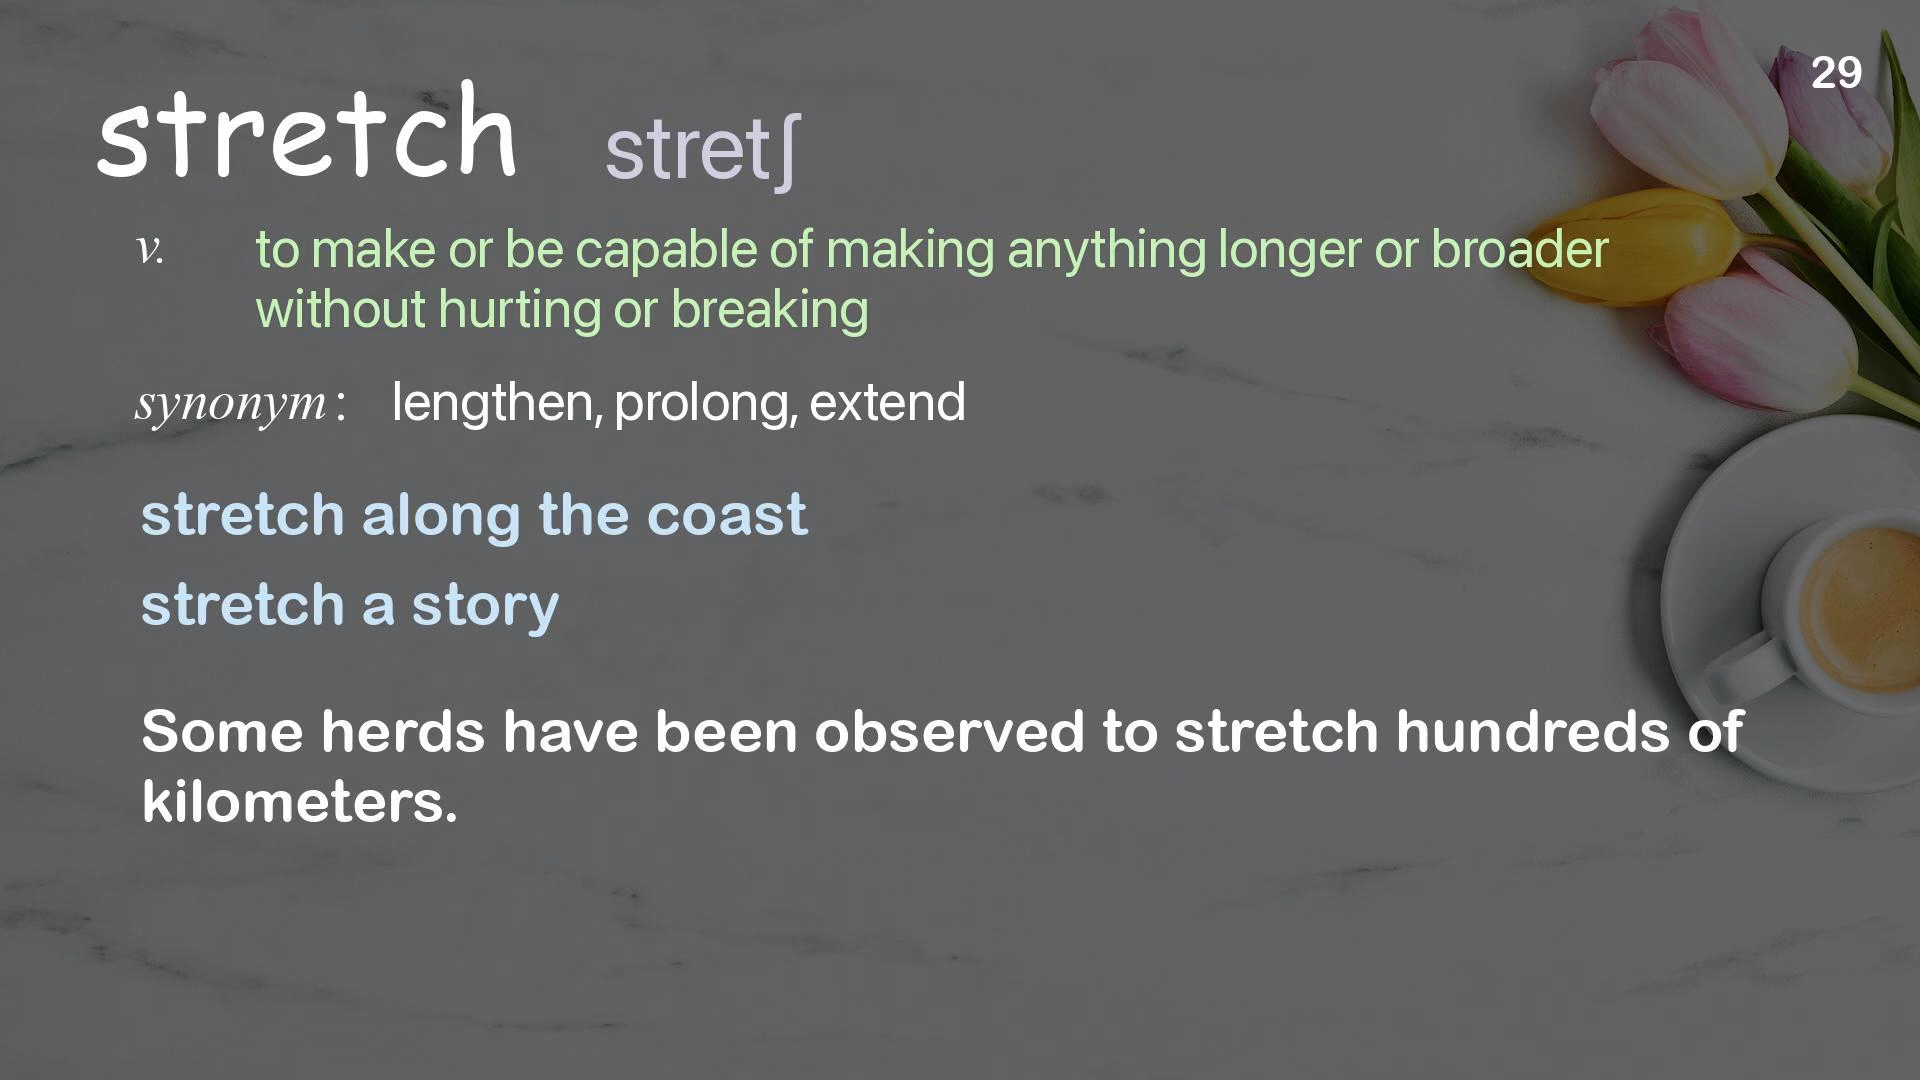 29
stretch stretʃ
v. to make or be capable of making anything longer or broader
without hurting or breaking
synonym: lengthen, prolong, extend
stretch along the coast
stretch a story
Some herds have been observed to stretch hundreds of
kilometers.